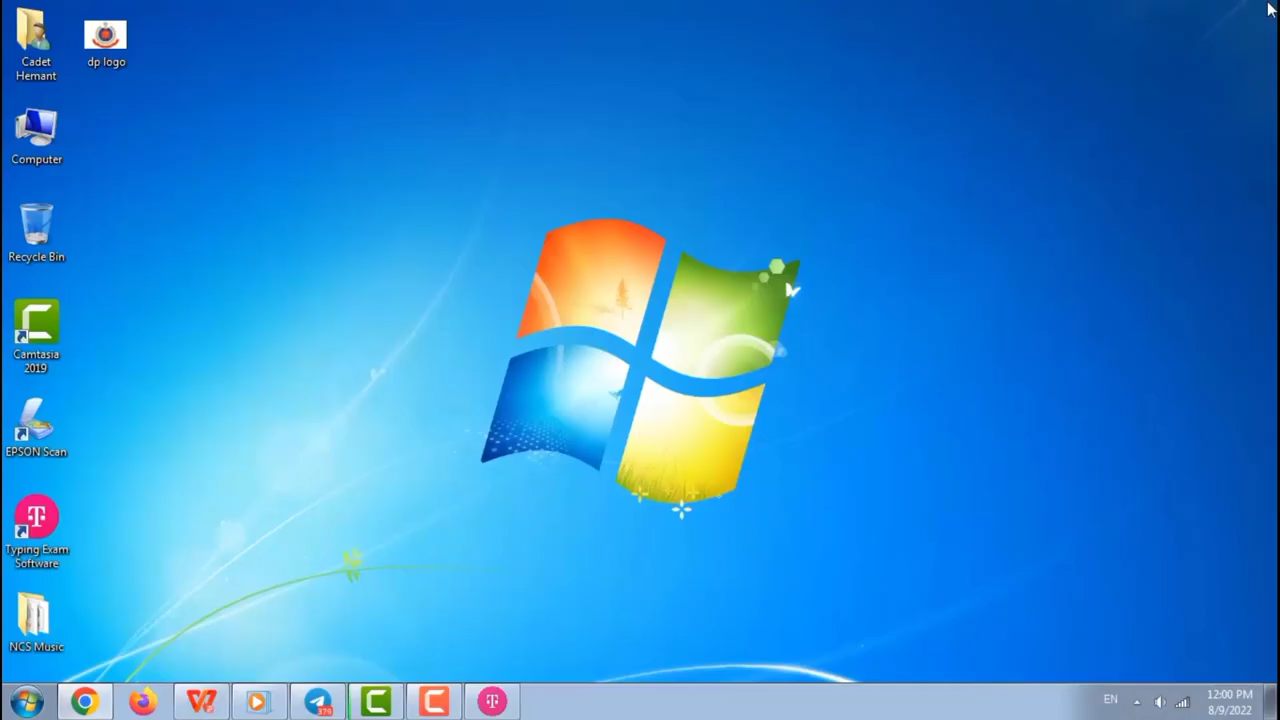 Cadet
Hemant
dp logo
Computer
Recycle Bin
Camtasia
2019
EPSON Scan
Typing Exam
Software
NCS Music
379
EN
12:00 PM
8/9/2022